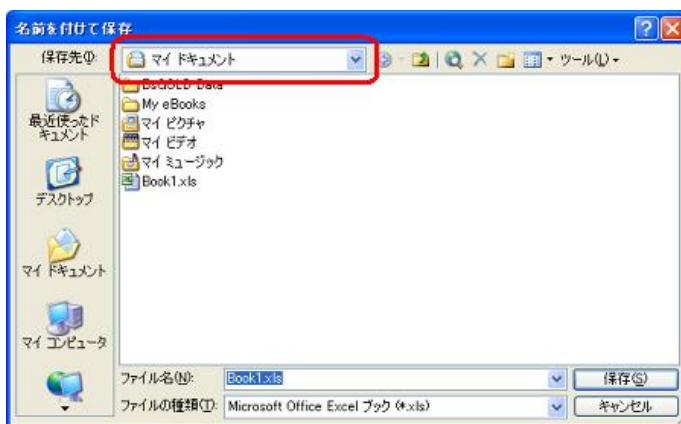 名前を付けて保存
保存先(I):
マイ ドキュメント
ツール(L)
最近使ったド
キュメント
デスクトップ
マイ ドキュメント
マイ コンピュータ
BsGOLD Data
My eBooks
マイ ピクチャ
マイ ビデオ
マイ ミュージック
Book1.xls
ファイル名(N):
Book1.xls
保存(S)
ファイルの種類(T):
Microsoft Office Excel ブック (*.xls)
キャンセル